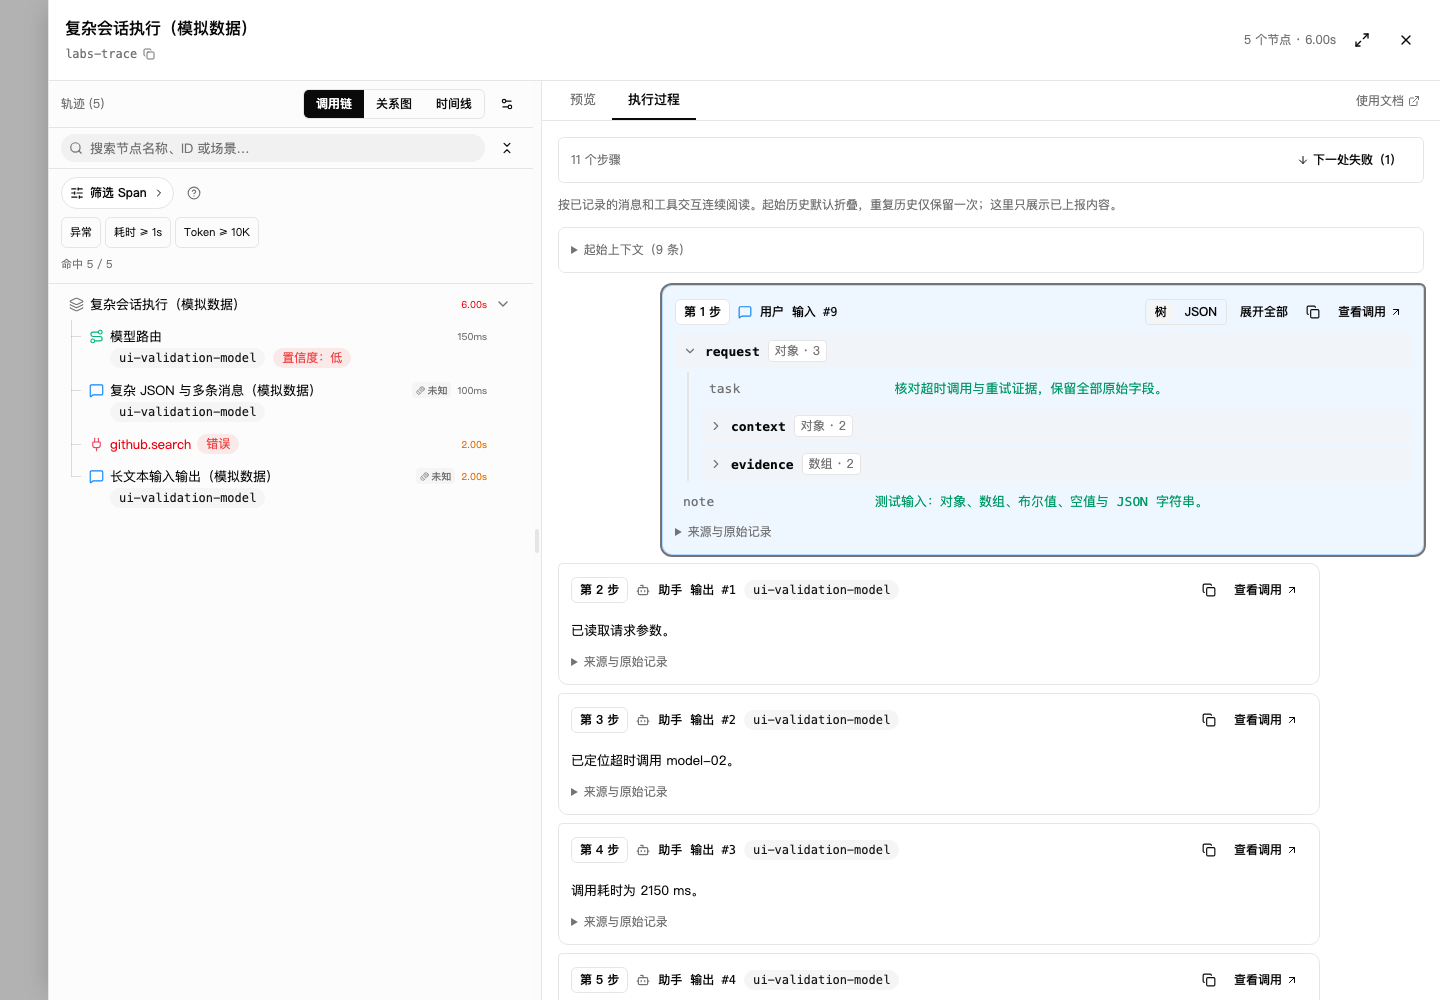 复杂会话执行（模拟数据）
labs-trace
5 个节点 · 6.00s
轨迹 (5)
调用链 关系图 时间线
搜索节点名称、ID 或场景...
筛选 Span
异常 耗时 ≥ 1s Token ≥ 10K
命中 5 / 5
复杂会话执行（模拟数据） 6.00s
模型路由 150ms
ui-validation-model 置信度：低
复杂 JSON 与多条消息（模拟数据） 未知 100ms
ui-validation-model
github.search 错误 2.00s
长文本输入输出（模拟数据） 未知 2.00s
ui-validation-model
预览 执行过程 使用文档
11 个步骤 下一处失败（1）
按已记录的消息和工具交互连续阅读。起始历史默认折叠，重复历史仅保留一次；这里只展示已上报内容。
起始上下文（9 条）
第 1 步 用户 输入 #9 树 JSON 展开全部 查看调用
request 对象 · 3
task 核对超时调用与重试证据，保留全部原始字段。
context 对象 · 2
evidence 数组 · 2
note 测试输入：对象、数组、布尔值、空值与 JSON 字符串。
来源与原始记录
第 2 步 助手 输出 #1 ui-validation-model 查看调用
已读取请求参数。
来源与原始记录
第 3 步 助手 输出 #2 ui-validation-model 查看调用
已定位超时调用 model-02。
来源与原始记录
第 4 步 助手 输出 #3 ui-validation-model 查看调用
调用耗时为 2150 ms。
来源与原始记录
第 5 步 助手 输出 #4 ui-validation-model 查看调用